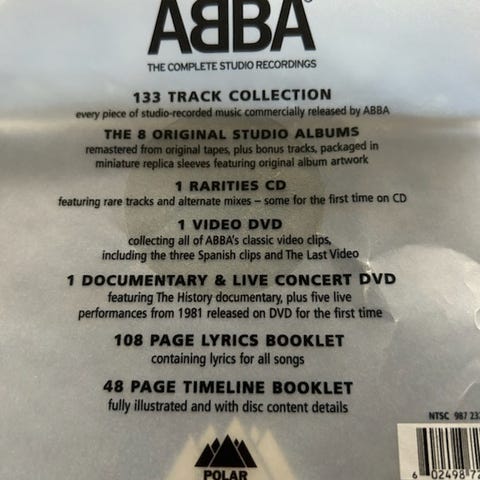 ABBA
THE COMPLETE STUDIO RECORDINGS
133 TRACK COLLECTION
every piece of studio-recorded music commercially released by ABBA
THE 8 ORIGINAL STUDIO ALBUMS
remastered from original tapes, plus bonus tracks, packaged in
miniature replica sleeves featuring original album artwork
1 RARITIES CD
featuring rare tracks and alternate mixes – some for the first time on CD
1 VIDEO DVD
collecting all of ABBA's classic video clips,
including the three Spanish clips and The Last Video
1 DOCUMENTARY & LIVE CONCERT DVD
featuring The History documentary, plus five live
performances from 1981 released on DVD for the first time
108 PAGE LYRICS BOOKLET
containing lyrics for all songs
48 PAGE TIMELINE BOOKLET
fully illustrated and with disc content details
NTSC 987 23
POLAR
6 02498 72